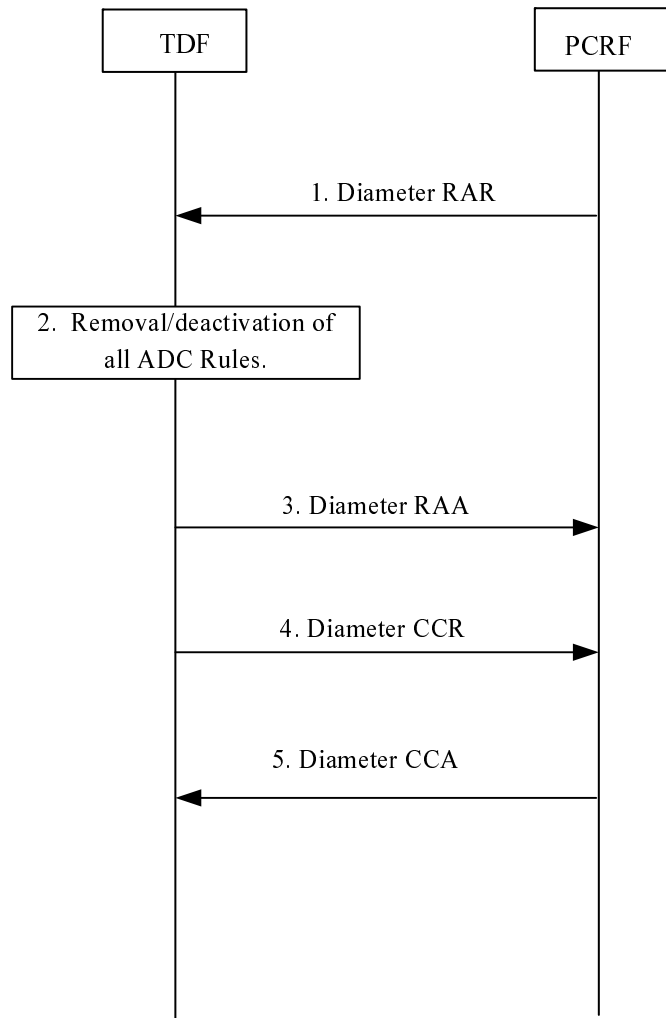 TDF
PCRF
1. Diameter RAR
2. Removal/deactivation of
all ADC Rules.
3. Diameter RAA
4. Diameter CCR
5. Diameter CCA